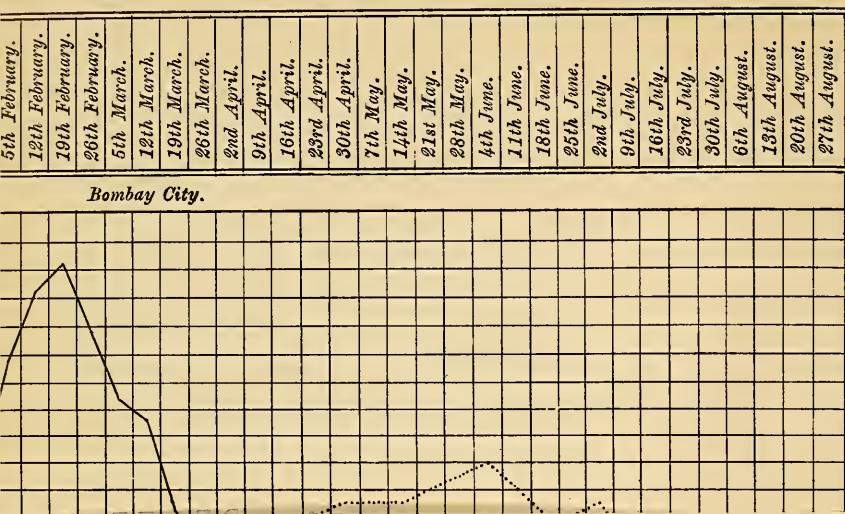 5th February.
12th February.
19th February.
26th February.
5th March.
12th March.
19th March.
26th March.
2nd April.
9th April.
16th April.
23rd April.
30th April.
7th May.
14th May.
21st May.
28th May.
4th June.
11th June.
18th June.
25th June.
2nd July.
9th July.
16th July.
23rd July.
30th July.
6th August.
13th August.
20th August.
27th August.
Bombay City.